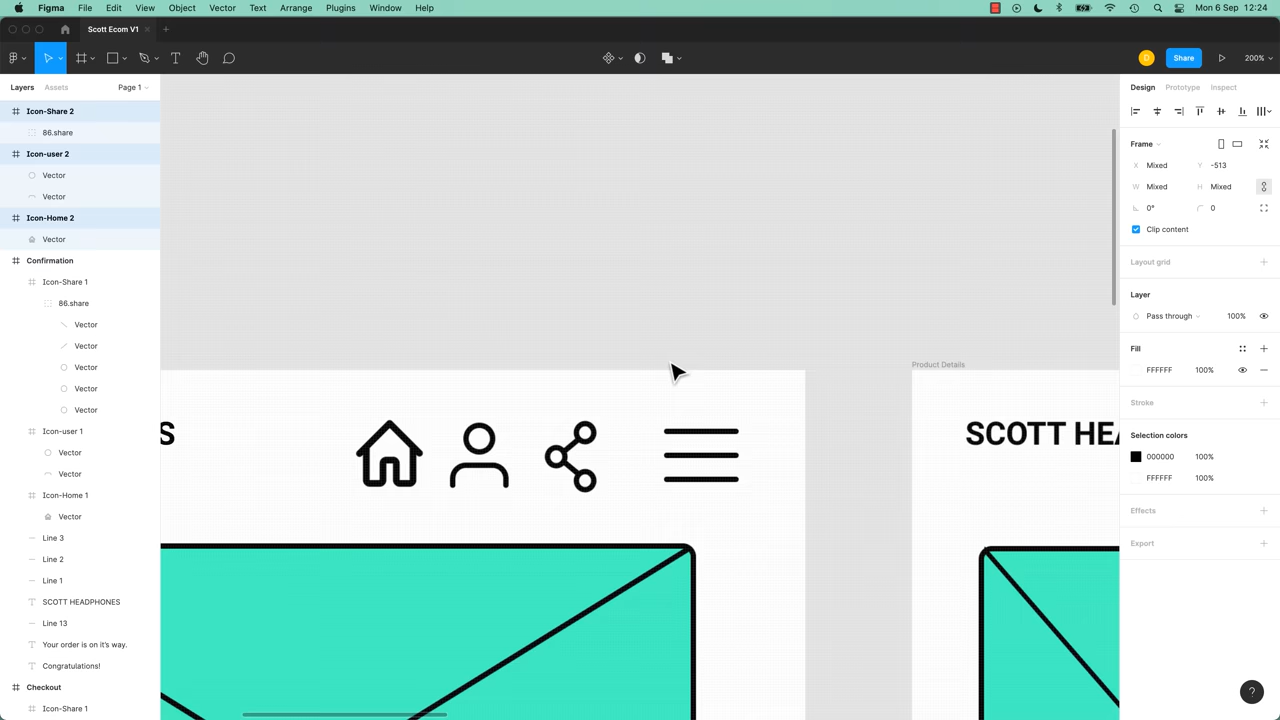 Figma File Edit View Object Vector Text Arrange Plugins Window Help Mon 6 Sep 12:24
Scott Ecom V1
D Share 200%
Layers Assets Page 1
Icon-Share 2
86.share
Icon-user 2
Vector
Vector
Icon-Home 2
Vector
Confirmation
Icon-Share 1
86.share
Vector
Vector
Vector
Vector
Vector
Icon-user 1
Vector
Vector
Icon-Home 1
Vector
Line 3
Line 2
Line 1
SCOTT HEADPHONES
Line 13
Your order is on it's way.
Congratulations!
Checkout
Icon-Share 1
Product Details
S
SCOTT HEA
Design Prototype Inspect
Frame
X Mixed Y -513
W Mixed H Mixed
0° 0
Clip content
Layout grid
Layer
Pass through 100%
Fill
FFFFFF 100%
Stroke
Selection colors
000000 100%
FFFFFF 100%
Effects
Export
?